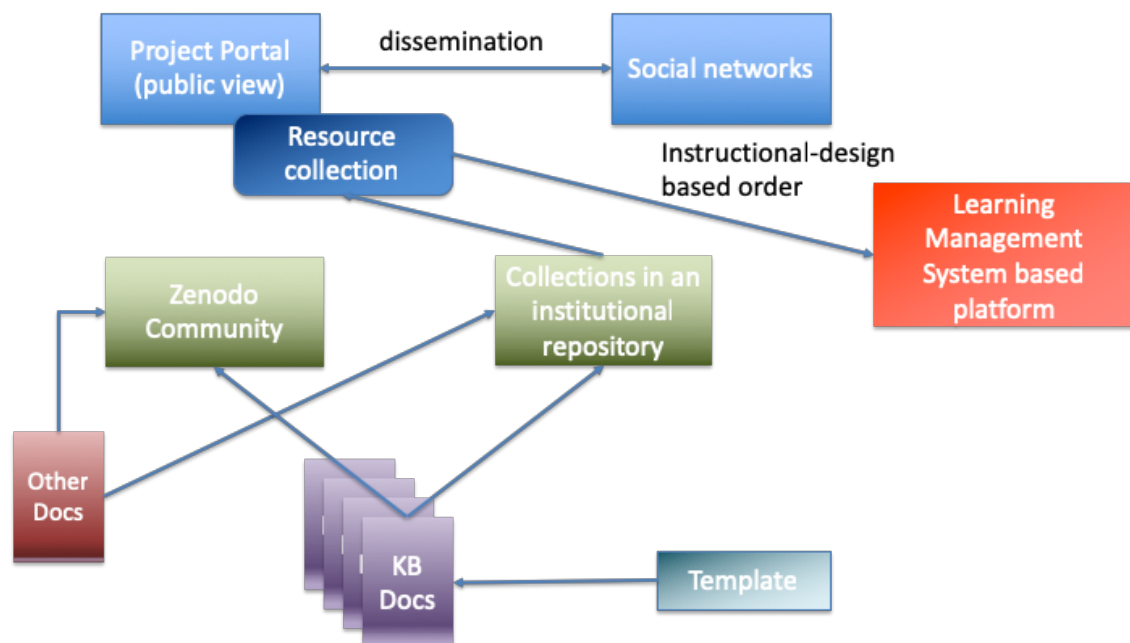 Project Portal
(public view)
dissemination
Social networks
Resource
collection
Instructional-design
based order
Learning
Management
System based
platform
Zenodo
Community
Collections in an
institutional
repository
Other
Docs
KB
Docs
Template